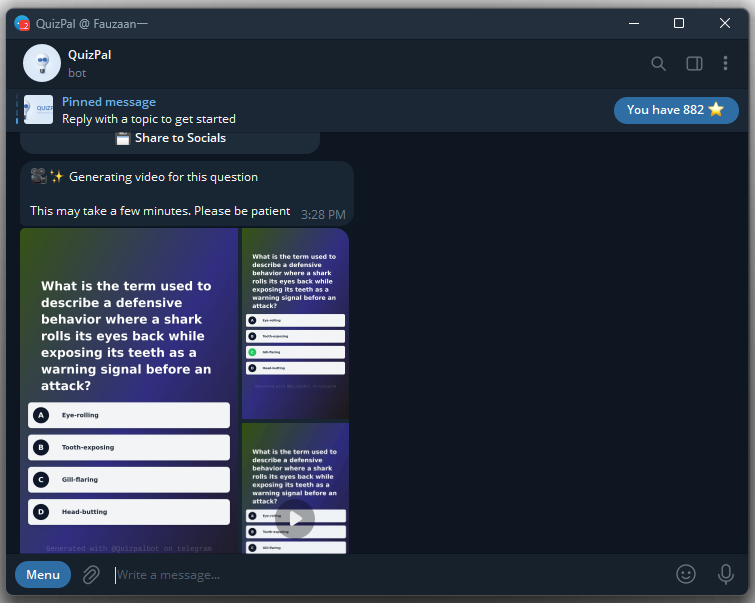 QuizPal @ Fauzaan—
QuizPal
bot
Pinned message
Reply with a topic to get started
You have 882
Share to Socials
Generating video for this question
This may take a few minutes. Please be patient
3:28 PM
What is the term used to
describe a defensive
behavior where a shark
rolls its eyes back while
exposing its teeth as a
warning signal before an
attack?
A Eye-rolling
B Tooth-exposing
C Gill-flaring
D Head-butting
Generated with @Quizpalbot on telegram
What is the term used to
describe a defensive
behavior where a shark
rolls its eyes back while
exposing its teeth as a
warning signal before an
attack?
A Eye-rolling
B Tooth-exposing
C Gill-flaring
D Head-butting
What is the term used to
describe a defensive
behavior where a shark
rolls its eyes back while
exposing its teeth as a
warning signal before an
attack?
A Eye-rolling
B Tooth-exposing
C Gill-flaring
Menu
Write a message...